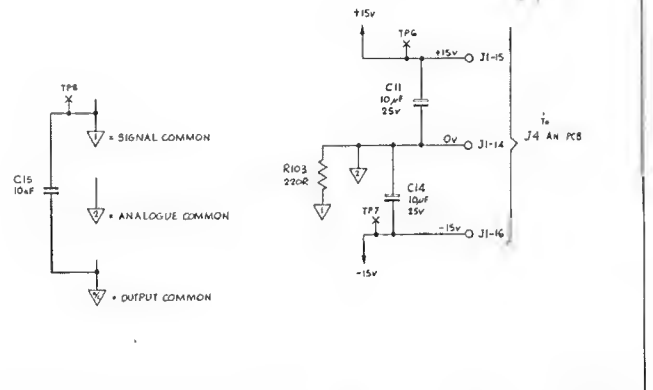 TP8
1 = SIGNAL COMMON
C15
10nF
2 = ANALOGUE COMMON
= OUTPUT COMMON
+15v
TP6
+15v J1-15
C11
10µF
25v
To
J4 AN PCB
0v J1-14
R103
220R
1
2
C14
10µF
25v
TP7
-15v J1-16
-15v